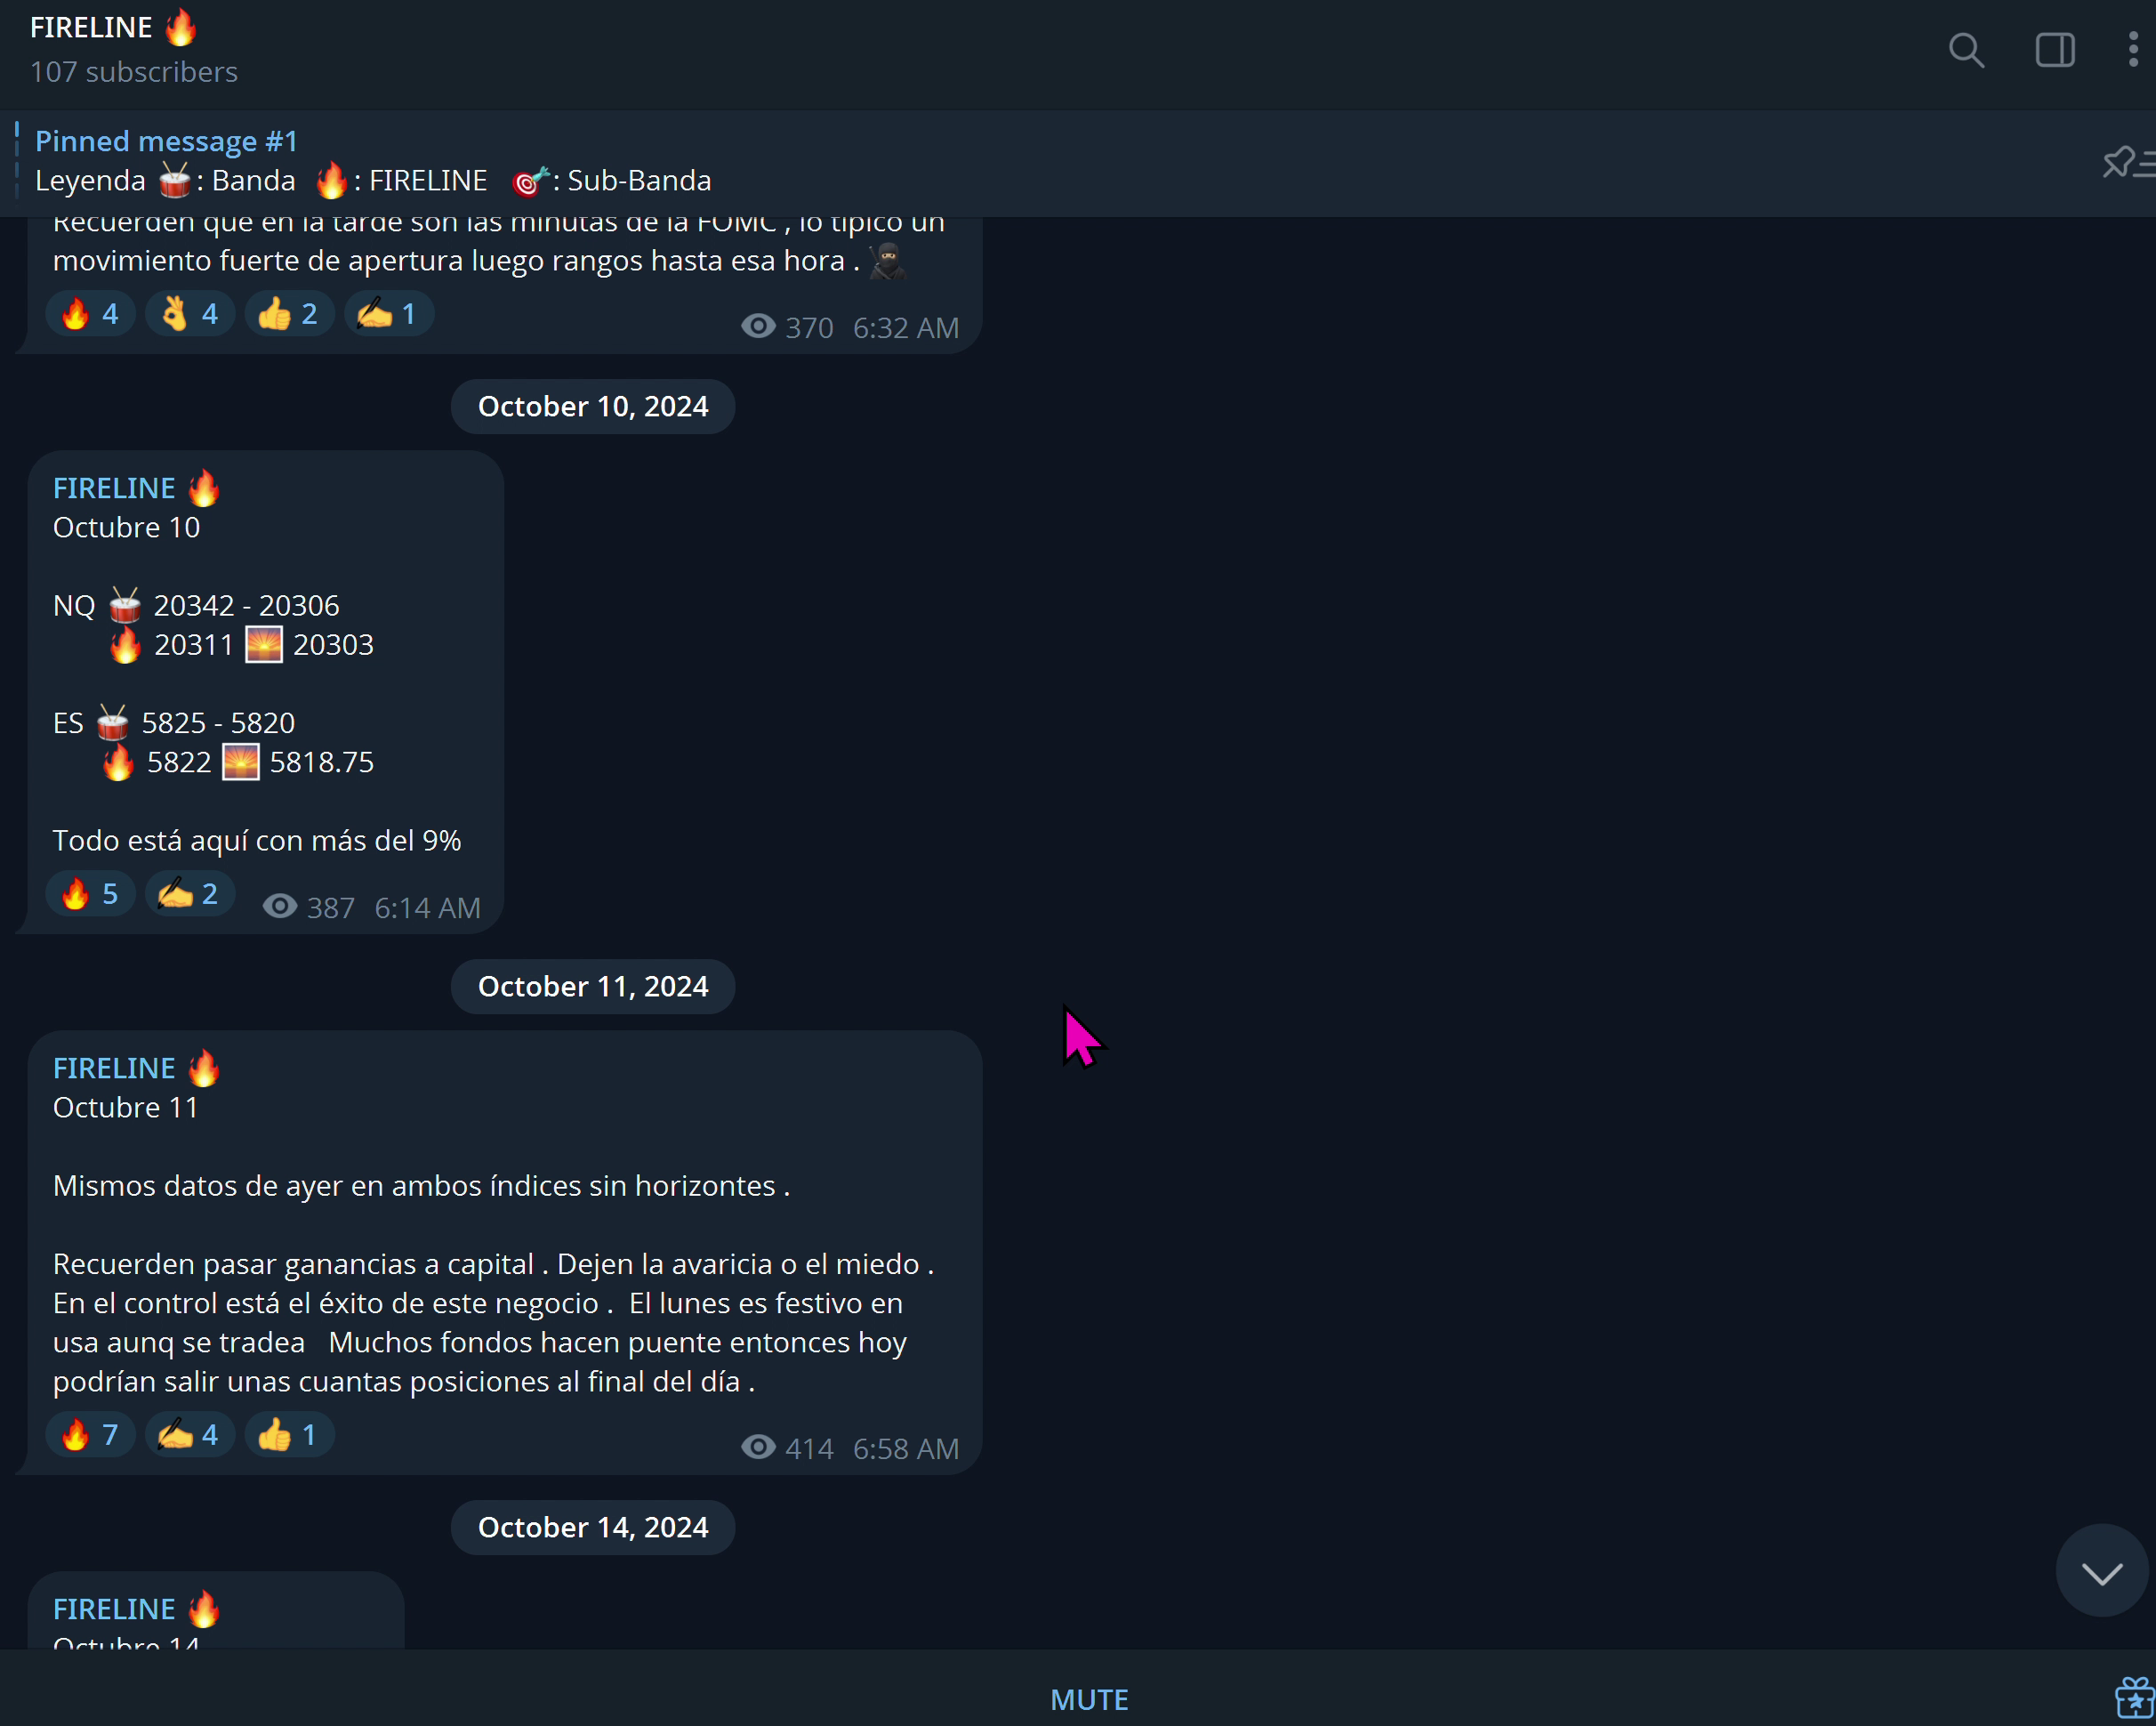 FIRELINE 🔥
107 subscribers
Pinned message #1
Leyenda 🥁: Banda 🔥: FIRELINE 🎯: Sub-Banda
Recuerden que en la tarde son las minutas de la FOMC , lo típico un
movimiento fuerte de apertura luego rangos hasta esa hora . 🥷
🔥 4 👌 4 👍 2 ✍ 1 370 6:32 AM
October 10, 2024
FIRELINE 🔥
Octubre 10
NQ 🥁 20342 - 20306
🔥 20311 🌅 20303
ES 🥁 5825 - 5820
🔥 5822 🌅 5818.75
Todo está aquí con más del 9%
🔥 5 ✍ 2 387 6:14 AM
October 11, 2024
FIRELINE 🔥
Octubre 11
Mismos datos de ayer en ambos índices sin horizontes .
Recuerden pasar ganancias a capital . Dejen la avaricia o el miedo .
En el control está el éxito de este negocio .  El lunes es festivo en
usa aunq se tradea   Muchos fondos hacen puente entonces hoy
podrían salir unas cuantas posiciones al final del día .
🔥 7 ✍ 4 👍 1 414 6:58 AM
October 14, 2024
FIRELINE 🔥
Octubre 14
MUTE